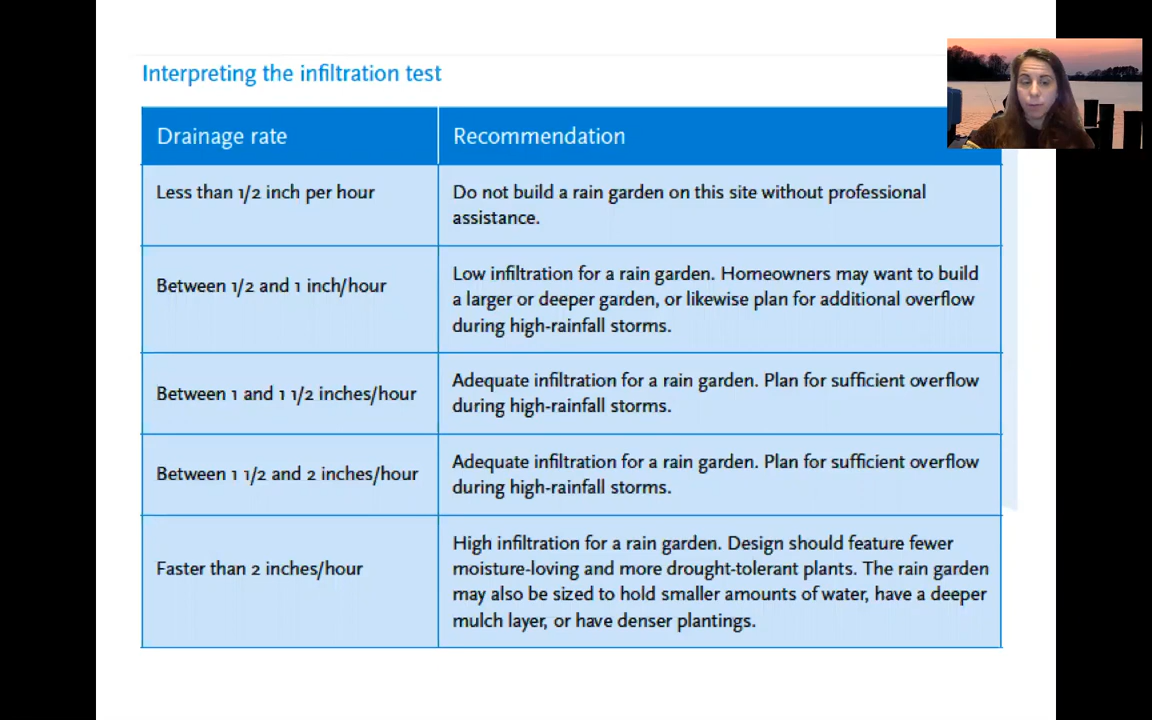 Interpreting the infiltration test
Drainage rate
Recommendation
Less than 1/2 inch per hour
Do not build a rain garden on this site without professional
assistance.
Between 1/2 and 1 inch/hour
Low infiltration for a rain garden. Homeowners may want to build
a larger or deeper garden, or likewise plan for additional overflow
during high-rainfall storms.
Between 1 and 1 1/2 inches/hour
Adequate infiltration for a rain garden. Plan for sufficient overflow
during high-rainfall storms.
Between 1 1/2 and 2 inches/hour
Adequate infiltration for a rain garden. Plan for sufficient overflow
during high-rainfall storms.
Faster than 2 inches/hour
High infiltration for a rain garden. Design should feature fewer
moisture-loving and more drought-tolerant plants. The rain garden
may also be sized to hold smaller amounts of water, have a deeper
mulch layer, or have denser plantings.